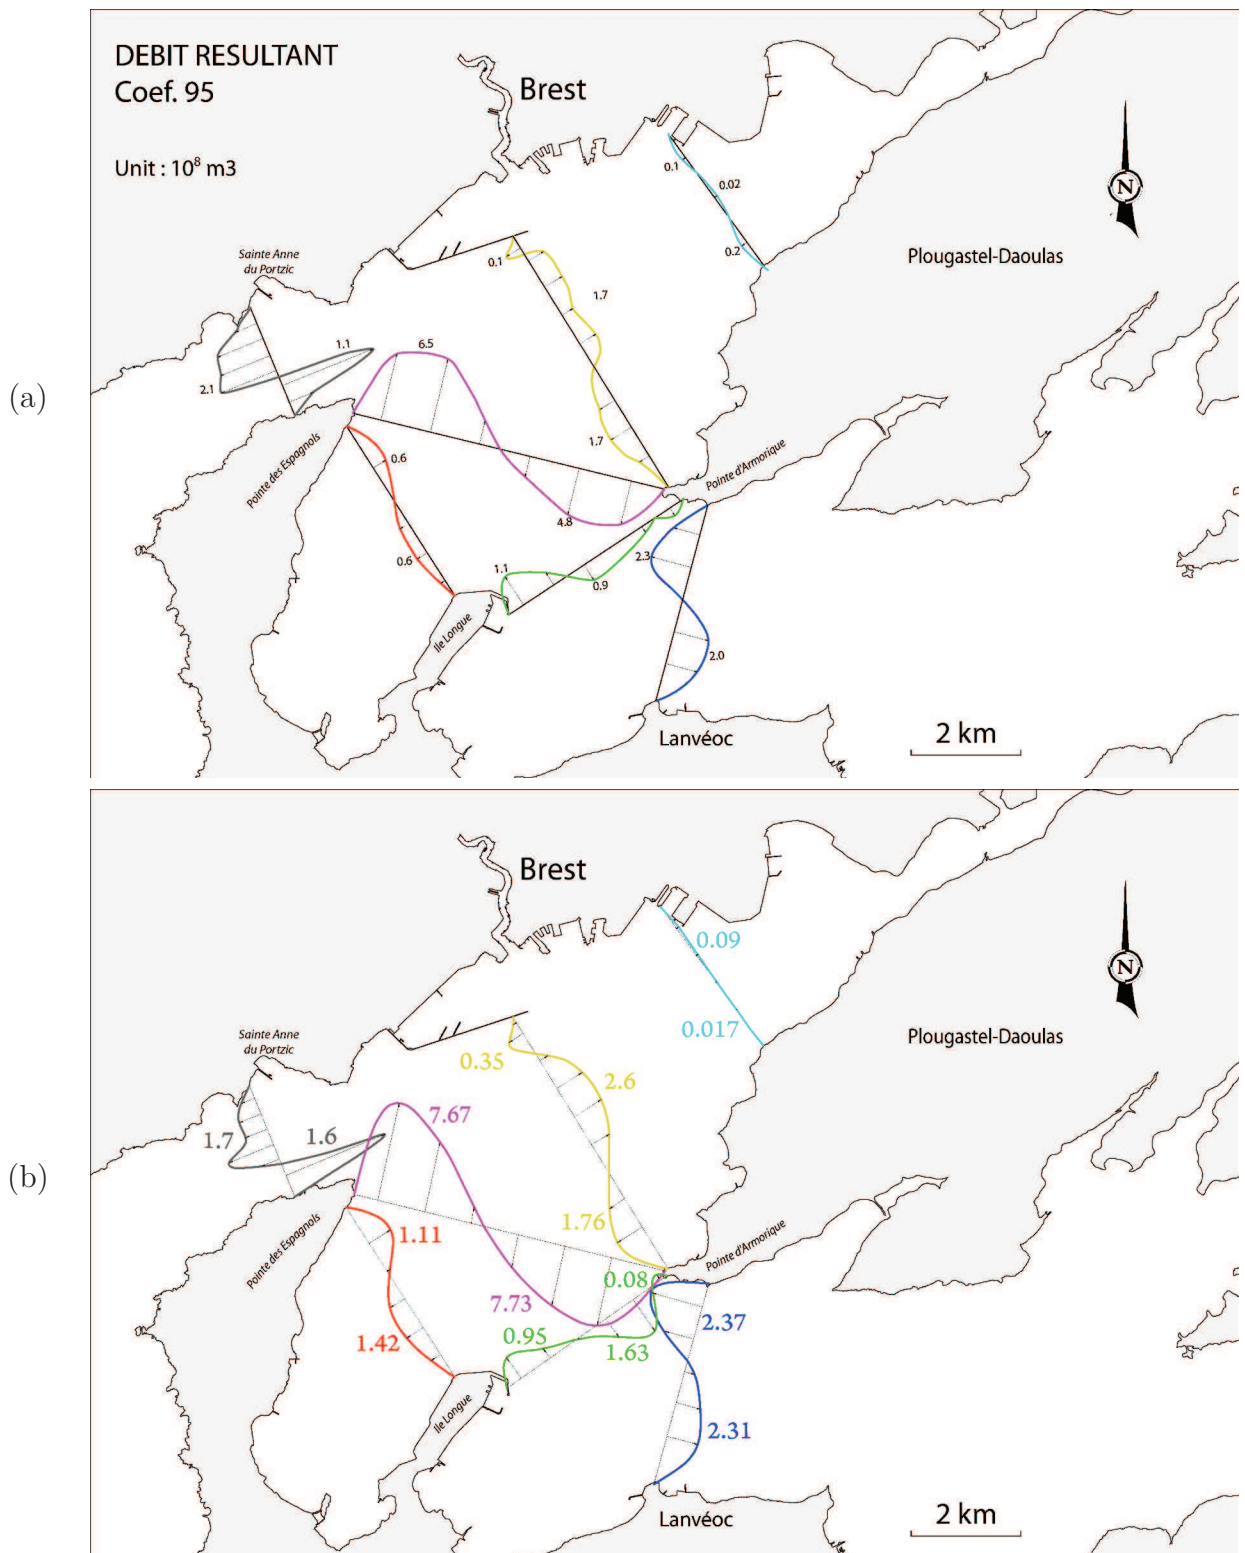 (a)
DEBIT RESULTANT
Coef. 95
Unit : 10⁸ m3
Brest
N
Plougastel-Daoulas
Sainte Anne
du Portzic
0.1
0.02
0.2
0.1
1.7
1.1
6.5
2.1
1.7
Pointe des Espagnols
0.6
Pointe d'Armorique
4.8
2.3
0.6
1.1
0.9
Ile Longue
2.0
Lanvéoc
2 km
(b)
Brest
N
Plougastel-Daoulas
Sainte Anne
du Portzic
0.09
0.017
0.35
2.6
7.67
1.6
1.7
Pointe des Espagnols
1.11
1.76
Pointe d'Armorique
0.08
7.73
2.37
1.42
0.95
1.63
Ile Longue
2.31
Lanvéoc
2 km